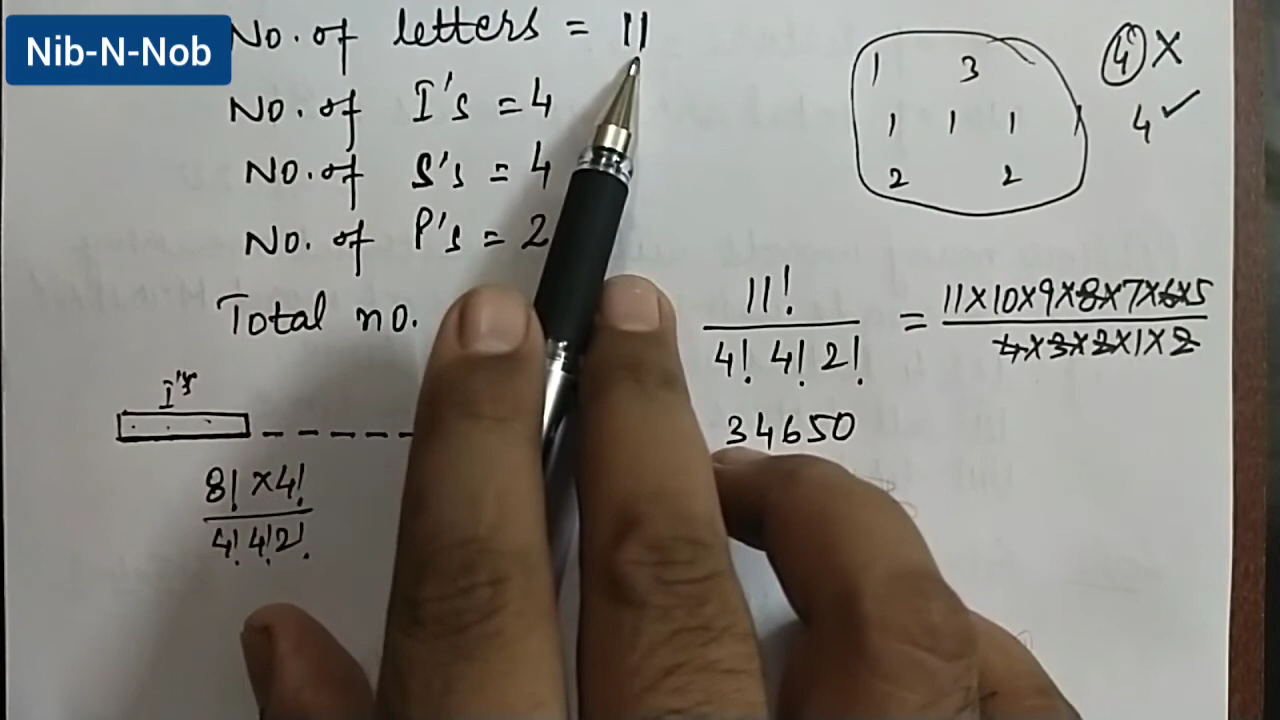 Nib-N-Nob
No. of letters = 11
No. of I's = 4
No. of S's = 4
No. of P's = 2
Total no.
11! / 4! 4! 2! = 11×10×9×8×7×6×5 / 4×3×2×1×2
34650
I's
8! ×4! / 4! 4! 2!
1 3
1 1 1 1
2 2
4 X
4 ✓